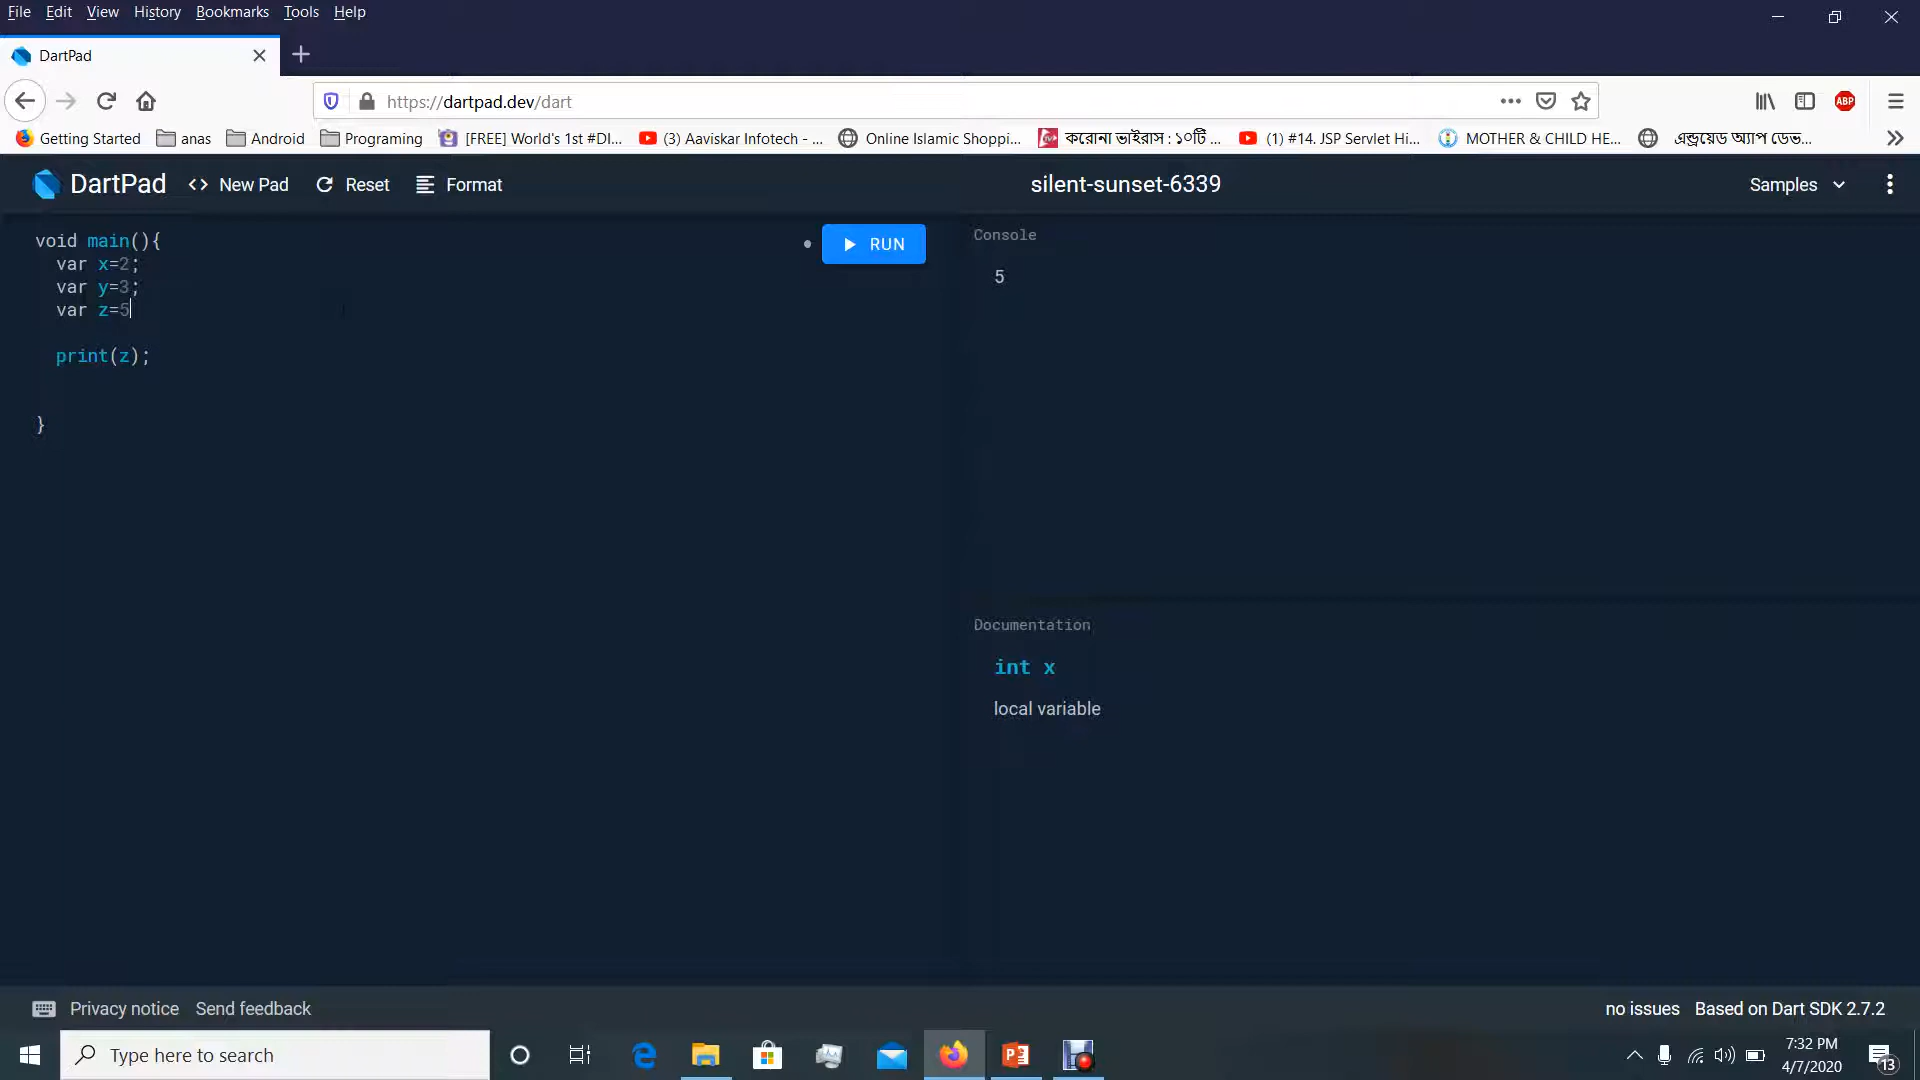 File Edit View History Bookmarks Tools Help
DartPad
https://dartpad.dev/dart
ABP
Getting Started anas Android Programing [FREE] World's 1st #DI... (3) Aaviskar Infotech - ... Online Islamic Shoppi... করোনা ভাইরাস : ১০টি ... (1) #14. JSP Servlet Hi... MOTHER & CHILD HE... এন্ড্রয়েড অ্যাপ ডেভ...
DartPad <> New Pad Reset Format silent-sunset-6339 Samples
void main(){
var x=2;
var y=3;
var z=5
print(z);
}
RUN
Console
5
Documentation
int x
local variable
Privacy notice Send feedback no issues Based on Dart SDK 2.7.2
Type here to search
7:32 PM
4/7/2020
13